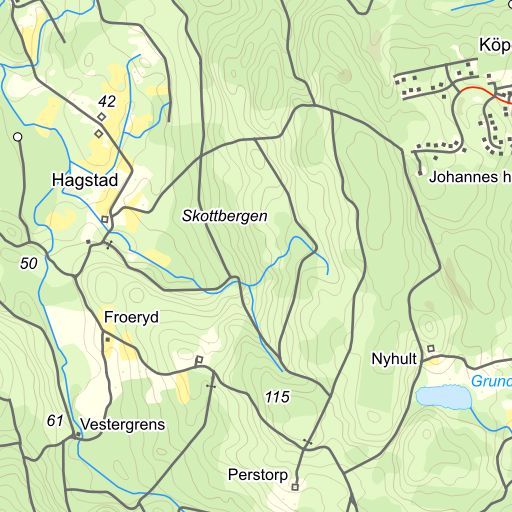 Köp
42
Hagstad
Johannes h
Skottbergen
50
Froeryd
Nyhult
Grund
115
61
Vestergrens
Perstorp